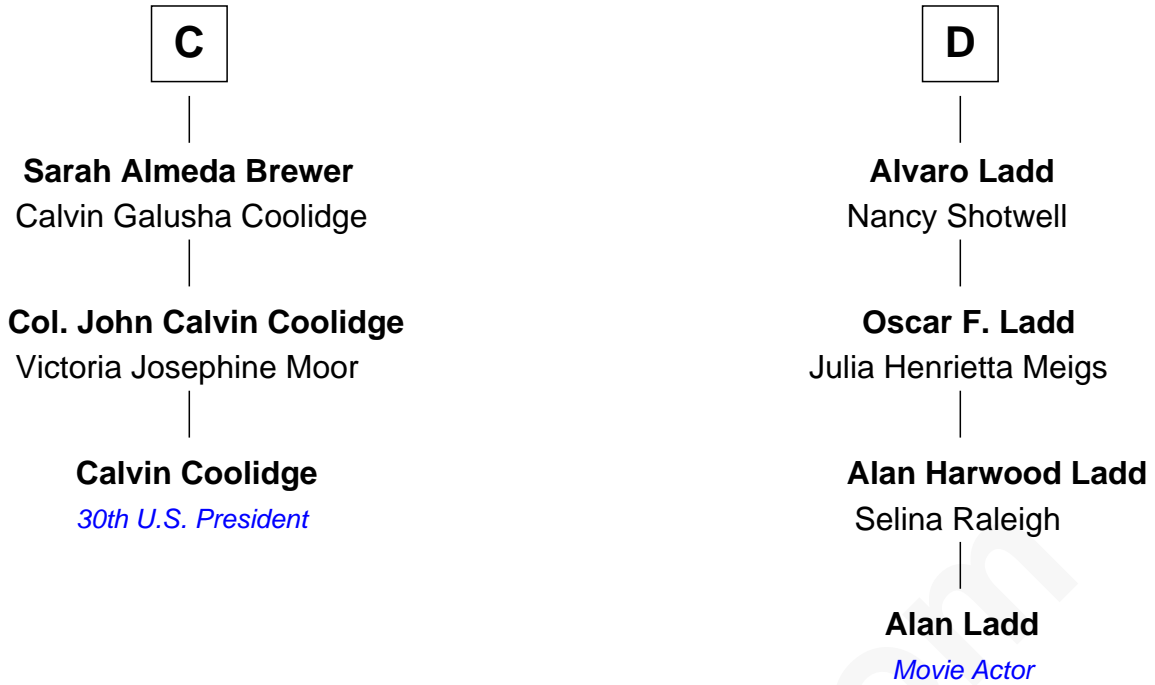 C
Sarah Almeda Brewer
Calvin Galusha Coolidge
Col. John Calvin Coolidge
Victoria Josephine Moor
Calvin Coolidge
30th U.S. President
D
Alvaro Ladd
Nancy Shotwell
Oscar F. Ladd
Julia Henrietta Meigs
Alan Harwood Ladd
Selina Raleigh
Alan Ladd
Movie Actor